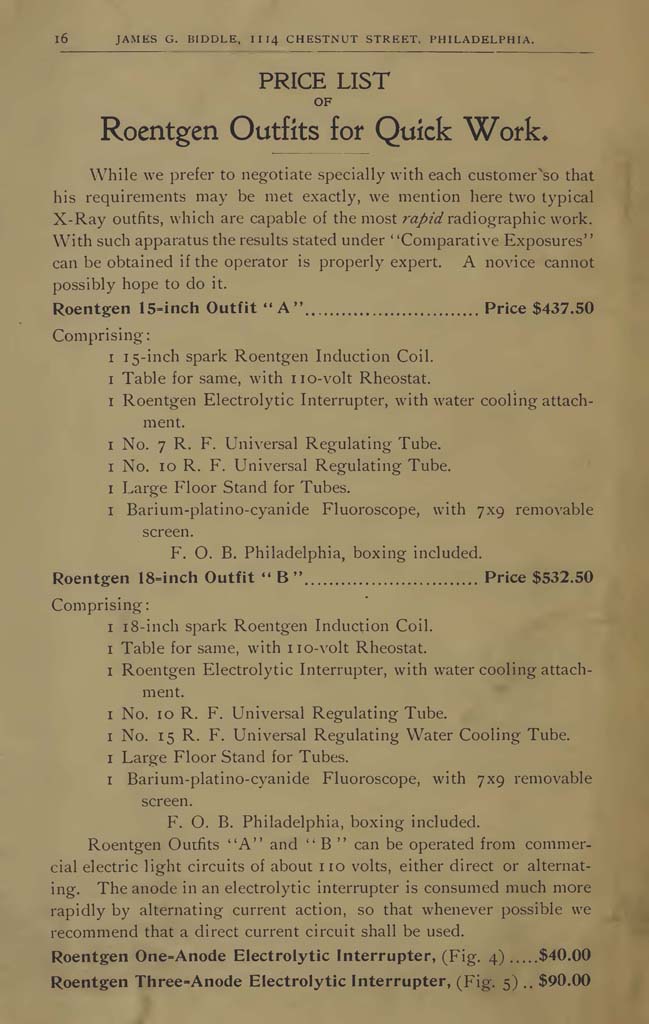 16 JAMES G. BIDDLE, 1114 CHESTNUT STREET, PHILADELPHIA.
PRICE LIST
OF
Roentgen Outfits for Quick Work.
While we prefer to negotiate specially with each customer so that
his requirements may be met exactly, we mention here two typical
X-Ray outfits, which are capable of the most rapid radiographic work.
With such apparatus the results stated under "Comparative Exposures"
can be obtained if the operator is properly expert. A novice cannot
possibly hope to do it.
Roentgen 15-inch Outfit "A"............................. Price $437.50
Comprising:
1 15-inch spark Roentgen Induction Coil.
1 Table for same, with 110-volt Rheostat.
1 Roentgen Electrolytic Interrupter, with water cooling attach-
ment.
1 No. 7 R. F. Universal Regulating Tube.
1 No. 10 R. F. Universal Regulating Tube.
1 Large Floor Stand for Tubes.
1 Barium-platino-cyanide Fluoroscope, with 7x9 removable
screen.
F. O. B. Philadelphia, boxing included.
Roentgen 18-inch Outfit "B"............................. Price $532.50
Comprising:
1 18-inch spark Roentgen Induction Coil.
1 Table for same, with 110-volt Rheostat.
1 Roentgen Electrolytic Interrupter, with water cooling attach-
ment.
1 No. 10 R. F. Universal Regulating Tube.
1 No. 15 R. F. Universal Regulating Water Cooling Tube.
1 Large Floor Stand for Tubes.
1 Barium-platino-cyanide Fluoroscope, with 7x9 removable
screen.
F. O. B. Philadelphia, boxing included.
Roentgen Outfits "A" and "B" can be operated from commer-
cial electric light circuits of about 110 volts, either direct or alternat-
ing. The anode in an electrolytic interrupter is consumed much more
rapidly by alternating current action, so that whenever possible we
recommend that a direct current circuit shall be used.
Roentgen One-Anode Electrolytic Interrupter, (Fig. 4) .....$40.00
Roentgen Three-Anode Electrolytic Interrupter, (Fig. 5) .. $90.00